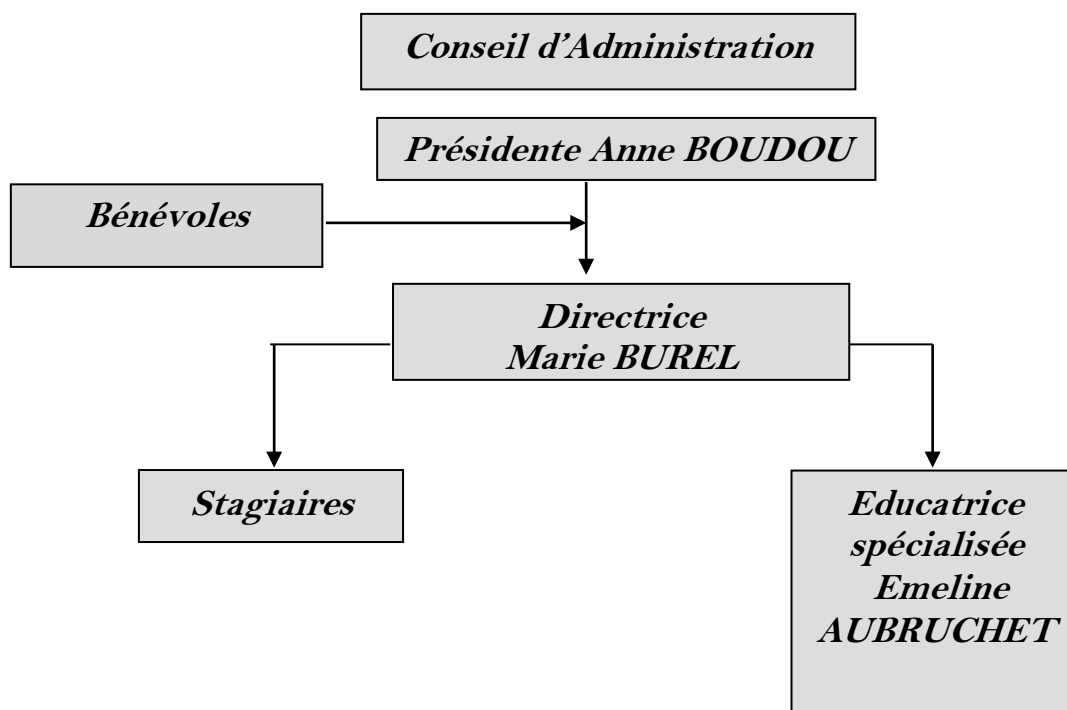 Conseil d’Administration
Présidente Anne BOUDOU
Bénévoles
Directrice
Marie BUREL
Stagiaires
Educatrice
spécialisée
Emeline
AUBRUCHET